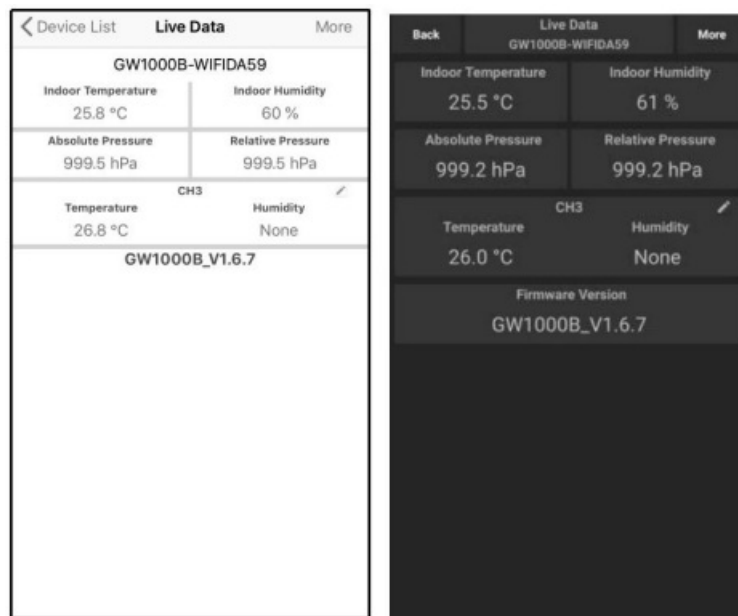 Device List Live Data More
GW1000B-WIFIDA59
Indoor Temperature Indoor Humidity
25.8 °C 60 %
Absolute Pressure Relative Pressure
999.5 hPa 999.5 hPa
CH3
Temperature Humidity
26.8 °C None
GW1000B_V1.6.7
Back Live Data More
GW1000B-WIFIDA59
Indoor Temperature Indoor Humidity
25.5 °C 61 %
Absolute Pressure Relative Pressure
999.2 hPa 999.2 hPa
CH3
Temperature Humidity
26.0 °C None
Firmware Version
GW1000B_V1.6.7